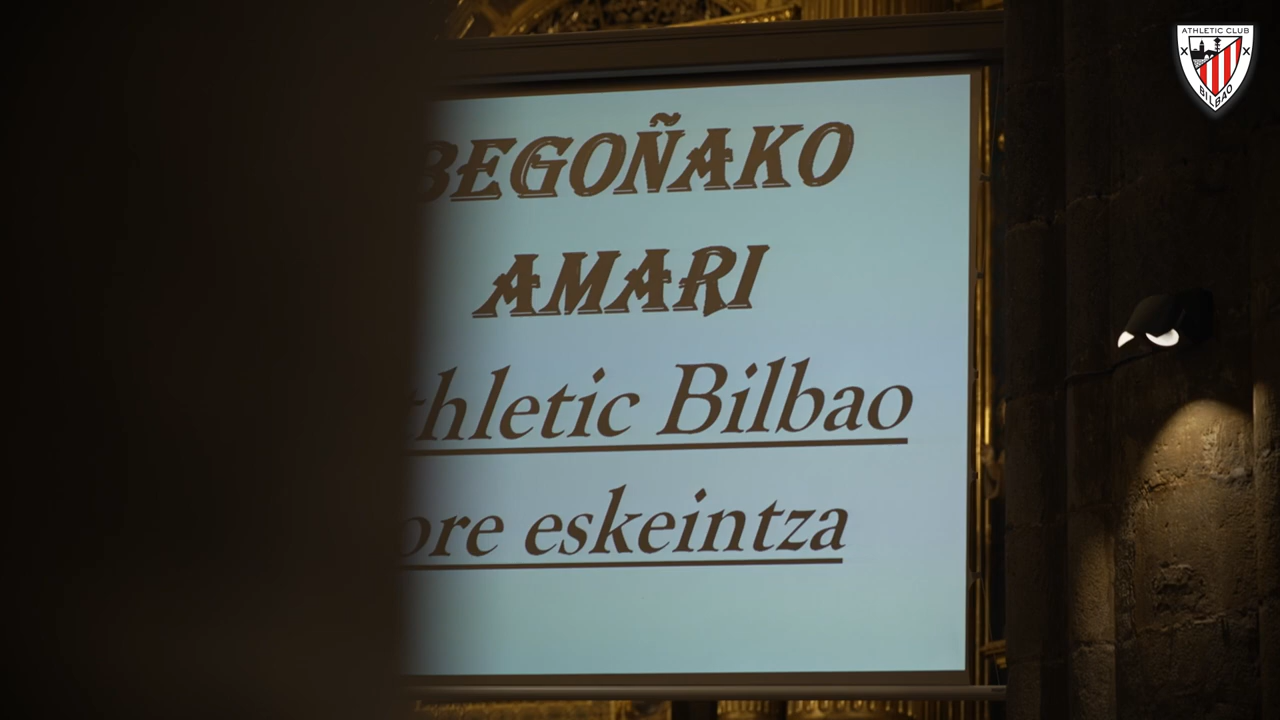 BEGOÑAKO
AMARI
thletic Bilbao
ore eskeintza
ATHLETIC CLUB
BILBAO